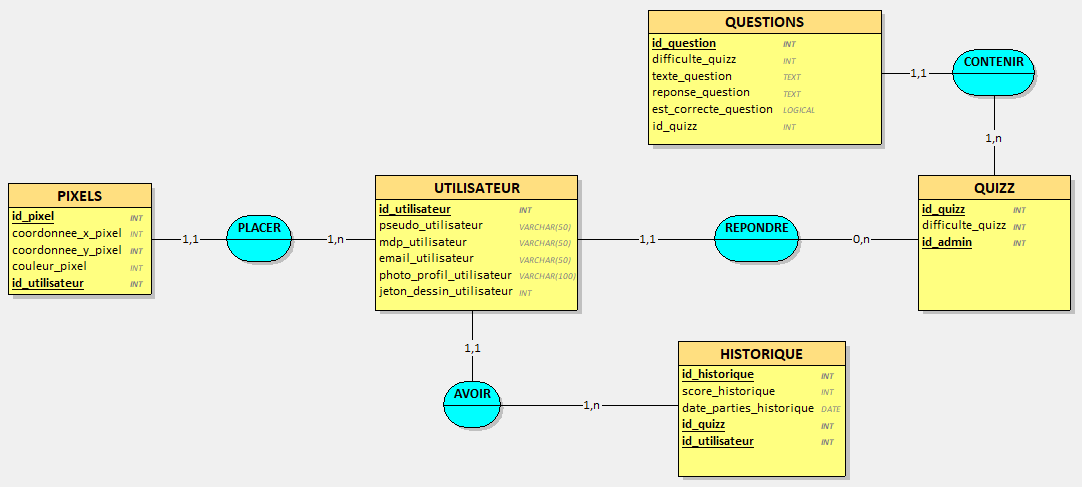 QUESTIONS
id_question INT
difficulte_quizz INT
texte_question TEXT
reponse_question TEXT
est_correcte_question LOGICAL
id_quizz INT
1,1
CONTENIR
1,n
PIXELS
id_pixel INT
coordonnee_x_pixel INT
coordonnee_y_pixel INT
couleur_pixel INT
id_utilisateur INT
1,1
PLACER
1,n
UTILISATEUR
id_utilisateur INT
pseudo_utilisateur VARCHAR(50)
mdp_utilisateur VARCHAR(50)
email_utilisateur VARCHAR(50)
photo_profil_utilisateur VARCHAR(100)
jeton_dessin_utilisateur INT
1,1
REPONDRE
0,n
QUIZZ
id_quizz INT
difficulte_quizz INT
id_admin INT
1,1
AVOIR
1,n
HISTORIQUE
id_historique INT
score_historique INT
date_parties_historique DATE
id_quizz INT
id_utilisateur INT